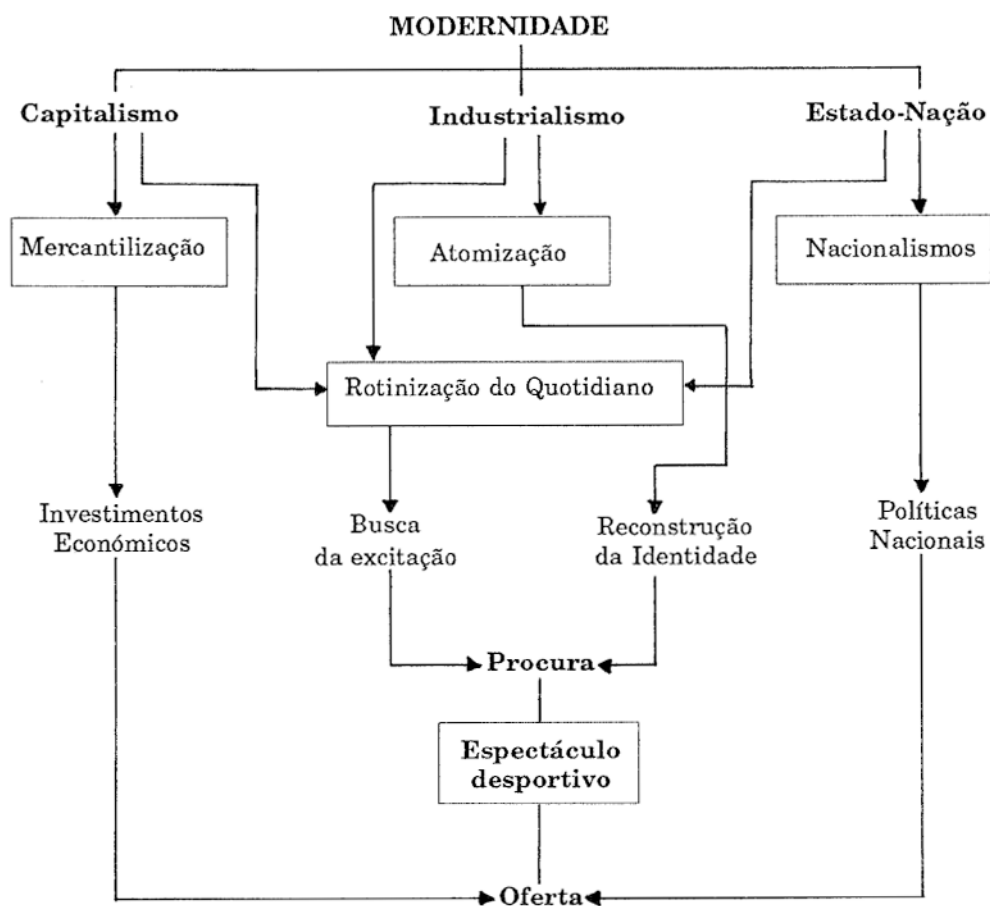 MODERNIDADE
Capitalismo
Industrialismo
Estado-Nação
Mercantilização
Atomização
Nacionalismos
Rotinização do Quotidiano
Investimentos
Económicos
Busca
da excitação
Reconstrução
da Identidade
Políticas
Nacionais
Procura
Espectáculo
desportivo
Oferta